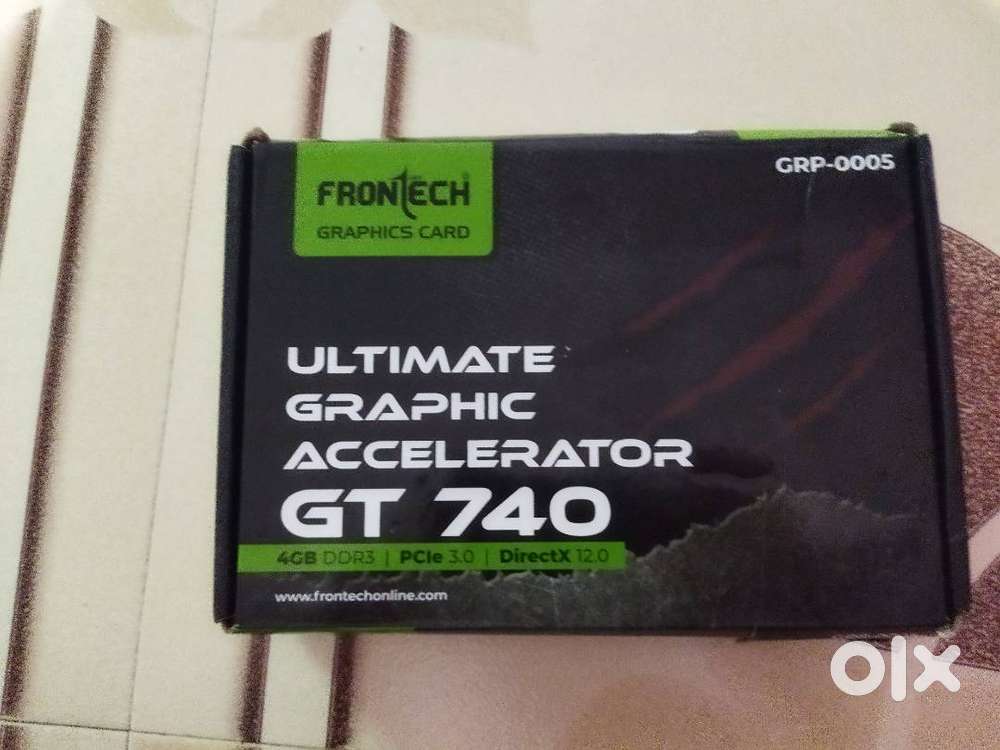 FRONTECH
GRAPHICS CARD
GRP-0005
ULTIMATE
GRAPHIC
ACCELERATOR
GT 740
4GB DDR3 | PCIe 3.0 | DirectX 12.0
www.frontechonline.com
olx